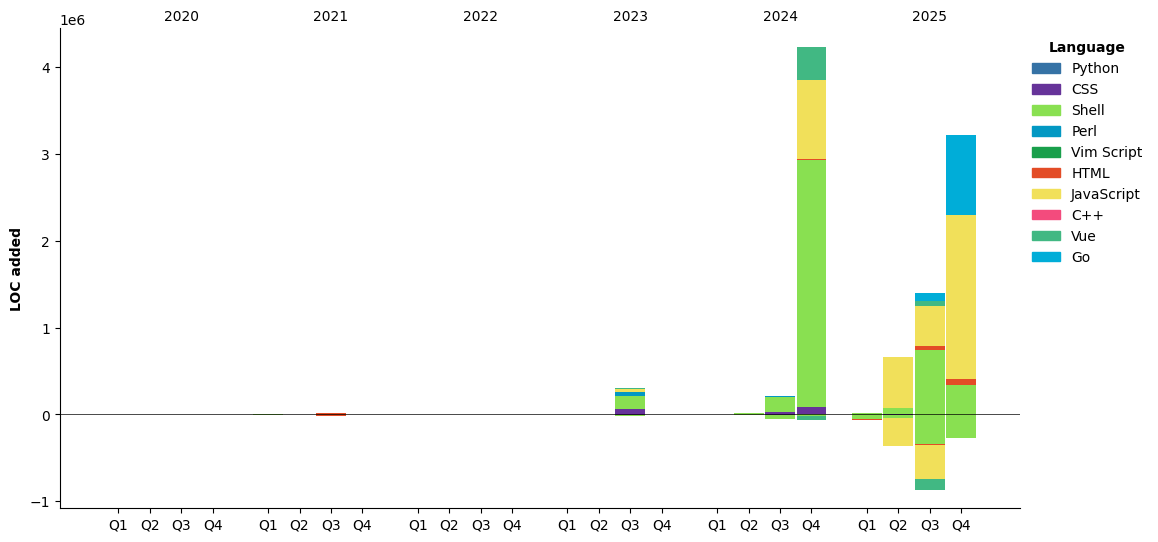 1e6
2020 2021 2022 2023 2024 2025
Language
Python
CSS
Shell
Perl
Vim Script
HTML
JavaScript
C++
Vue
Go
LOC added
4
3
2
1
0
−1
Q1 Q2 Q3 Q4 Q1 Q2 Q3 Q4 Q1 Q2 Q3 Q4 Q1 Q2 Q3 Q4 Q1 Q2 Q3 Q4 Q1 Q2 Q3 Q4